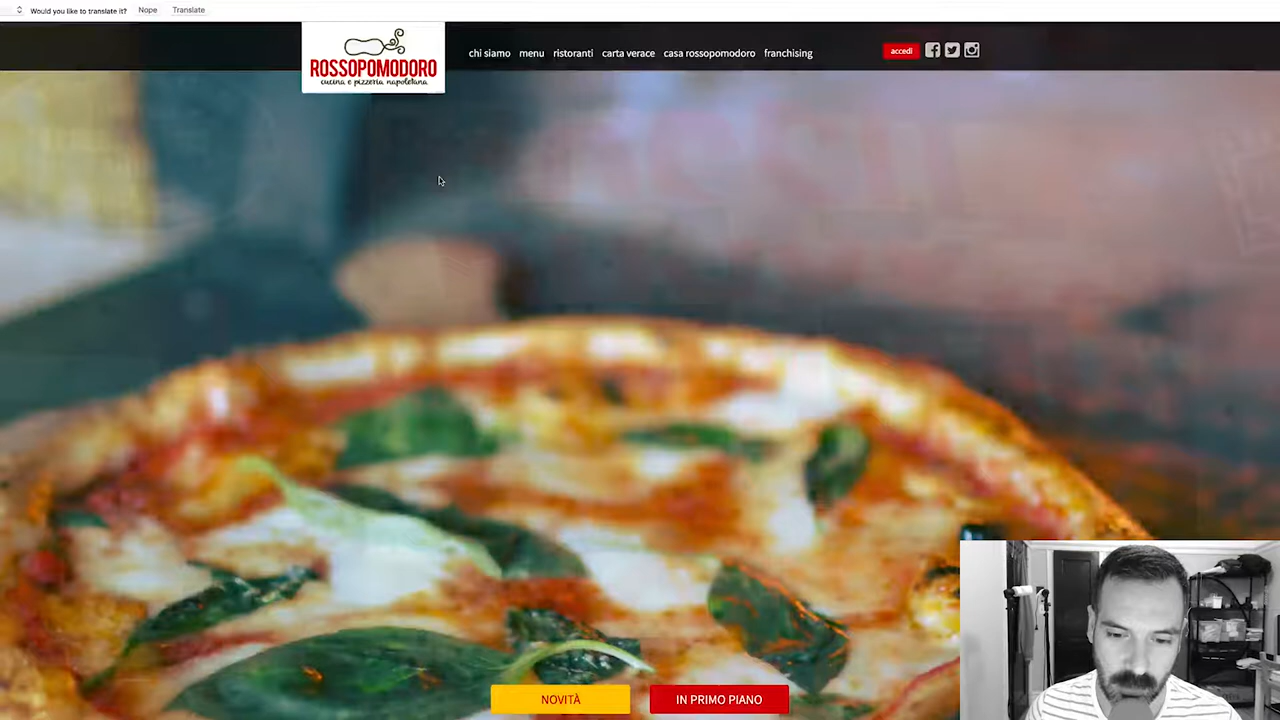 Would you like to translate it? Nope Translate
ROSSOPOMODORO
cucina e pizzeria napoletana
chi siamo menu ristoranti carta verace casa rossopomodoro franchising
accedi
NOVITÀ IN PRIMO PIANO